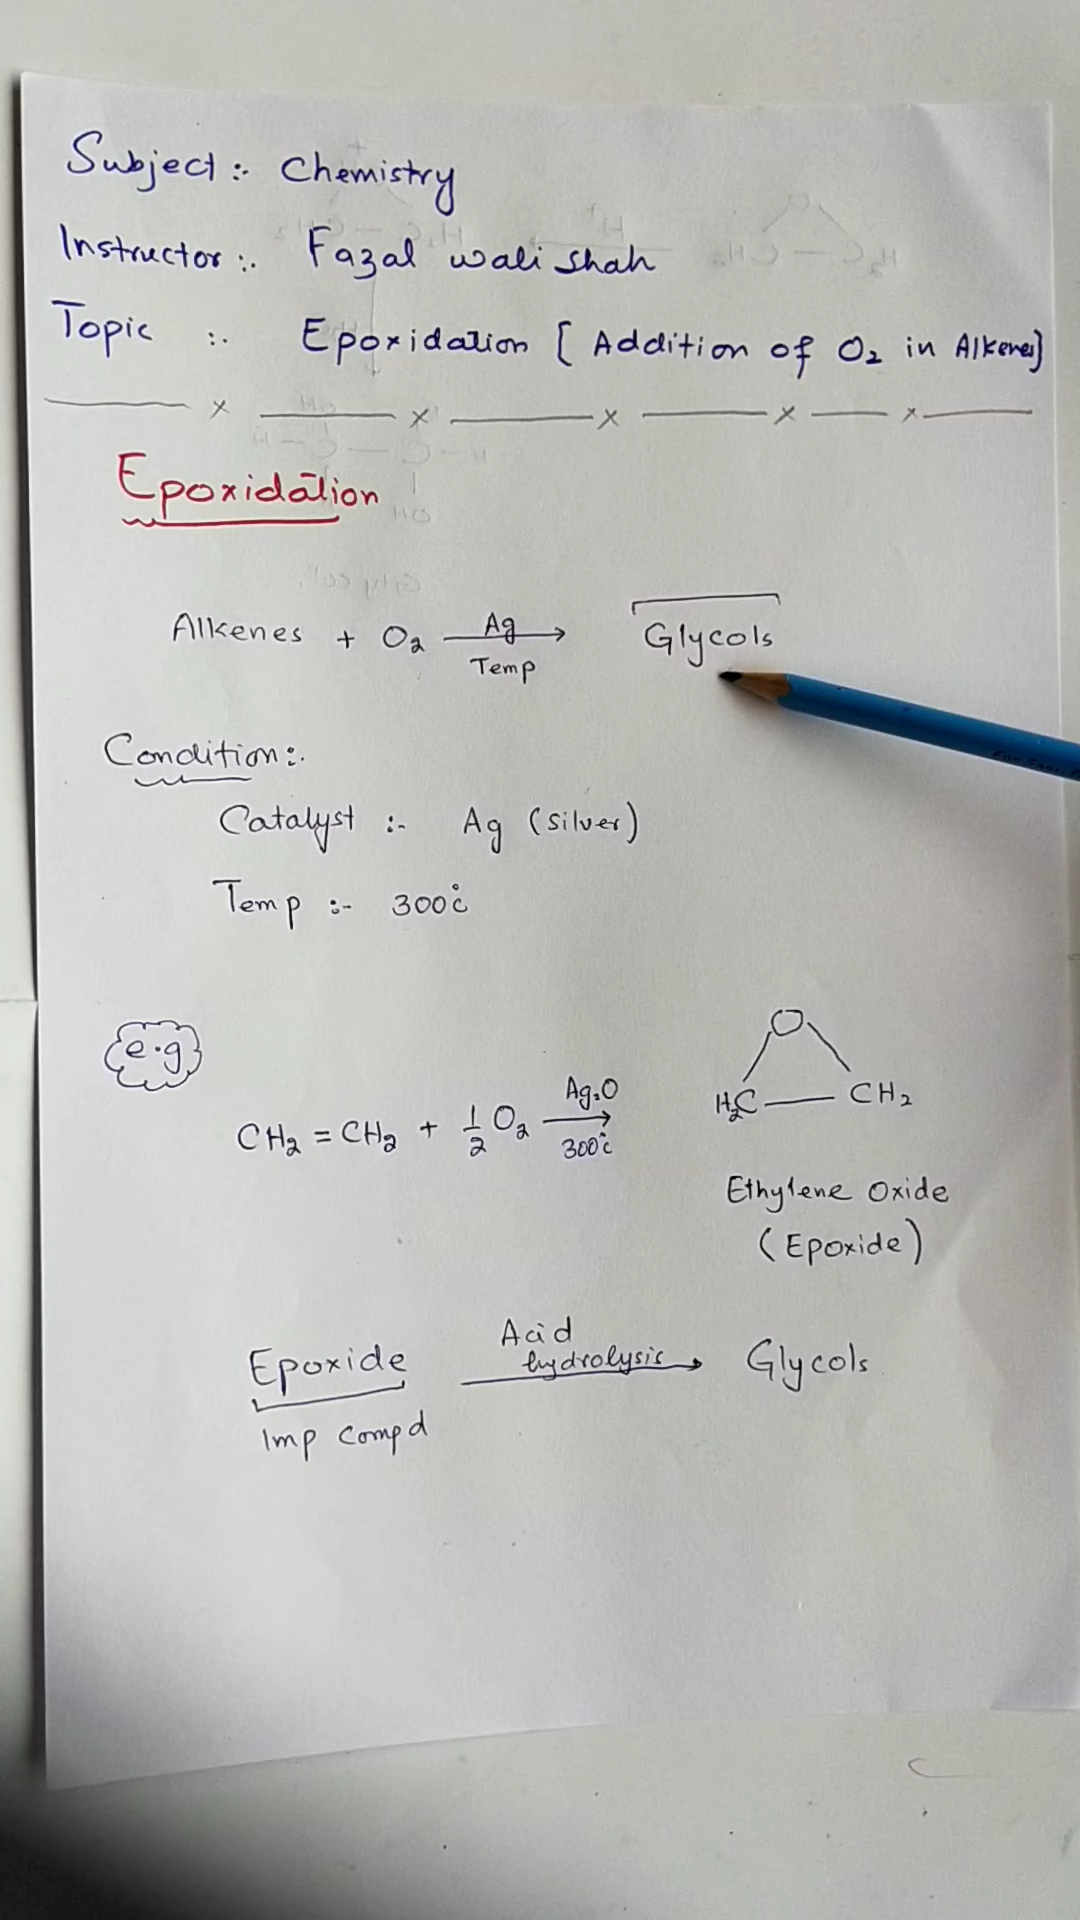 Subject :- Chemistry
Instructor :- Fazal wali shah
Topic :- Epoxidation [ Addition of O₂ in Alkenes]
Epoxidation
Alkenes + O₂ Ag Temp → Glycols
Condition :-
Catalyst :- Ag (silver)
Temp :- 300°c
e.g
CH₂ = CH₂ + 1/2 O₂ Ag₂O 300°c → H₂C — CH₂ O
Ethylene Oxide
(Epoxide)
Epoxide Acid hydrolysis → Glycols
Imp compd